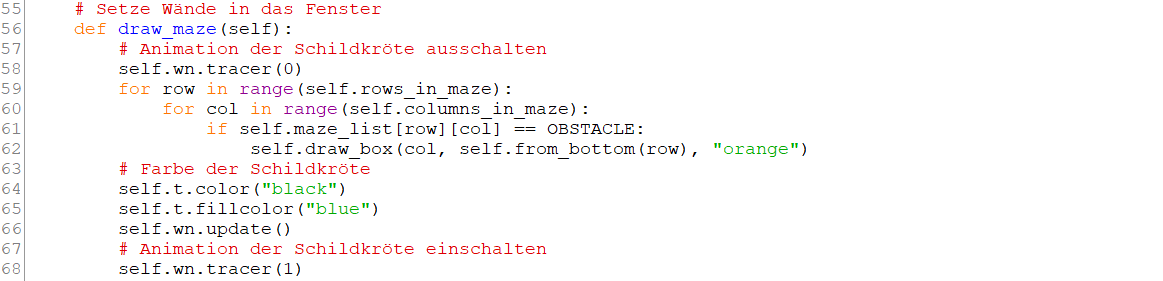 55     # Setze Wände in das Fenster
56     def draw_maze(self):
57         # Animation der Schildkröte ausschalten
58         self.wn.tracer(0)
59         for row in range(self.rows_in_maze):
60             for col in range(self.columns_in_maze):
61                 if self.maze_list[row][col] == OBSTACLE:
62                     self.draw_box(col, self.from_bottom(row), "orange")
63         # Farbe der Schildkröte
64         self.t.color("black")
65         self.t.fillcolor("blue")
66         self.wn.update()
67         # Animation der Schildkröte einschalten
68         self.wn.tracer(1)